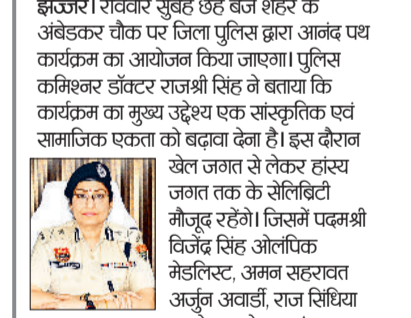 झज्जर। रविवार सुबह छह बजे शहर के
अंबेडकर चौक पर जिला पुलिस द्वारा आनंद पथ
कार्यक्रम का आयोजन किया जाएगा। पुलिस
कमिश्नर डॉक्टर राजश्री सिंह ने बताया कि
कार्यक्रम का मुख्य उद्देश्य एक सांस्कृतिक एवं
सामाजिक एकता को बढ़ावा देना है। इस दौरान
खेल जगत से लेकर हांस्य
जगत तक के सेलिब्रिटी
मौजूद रहेंगे। जिसमें पदमश्री
विजेंद्र सिंह ओलंपिक
मेडलिस्ट, अमन सहरावत
अर्जुन अवार्डी, राज सिंधिया